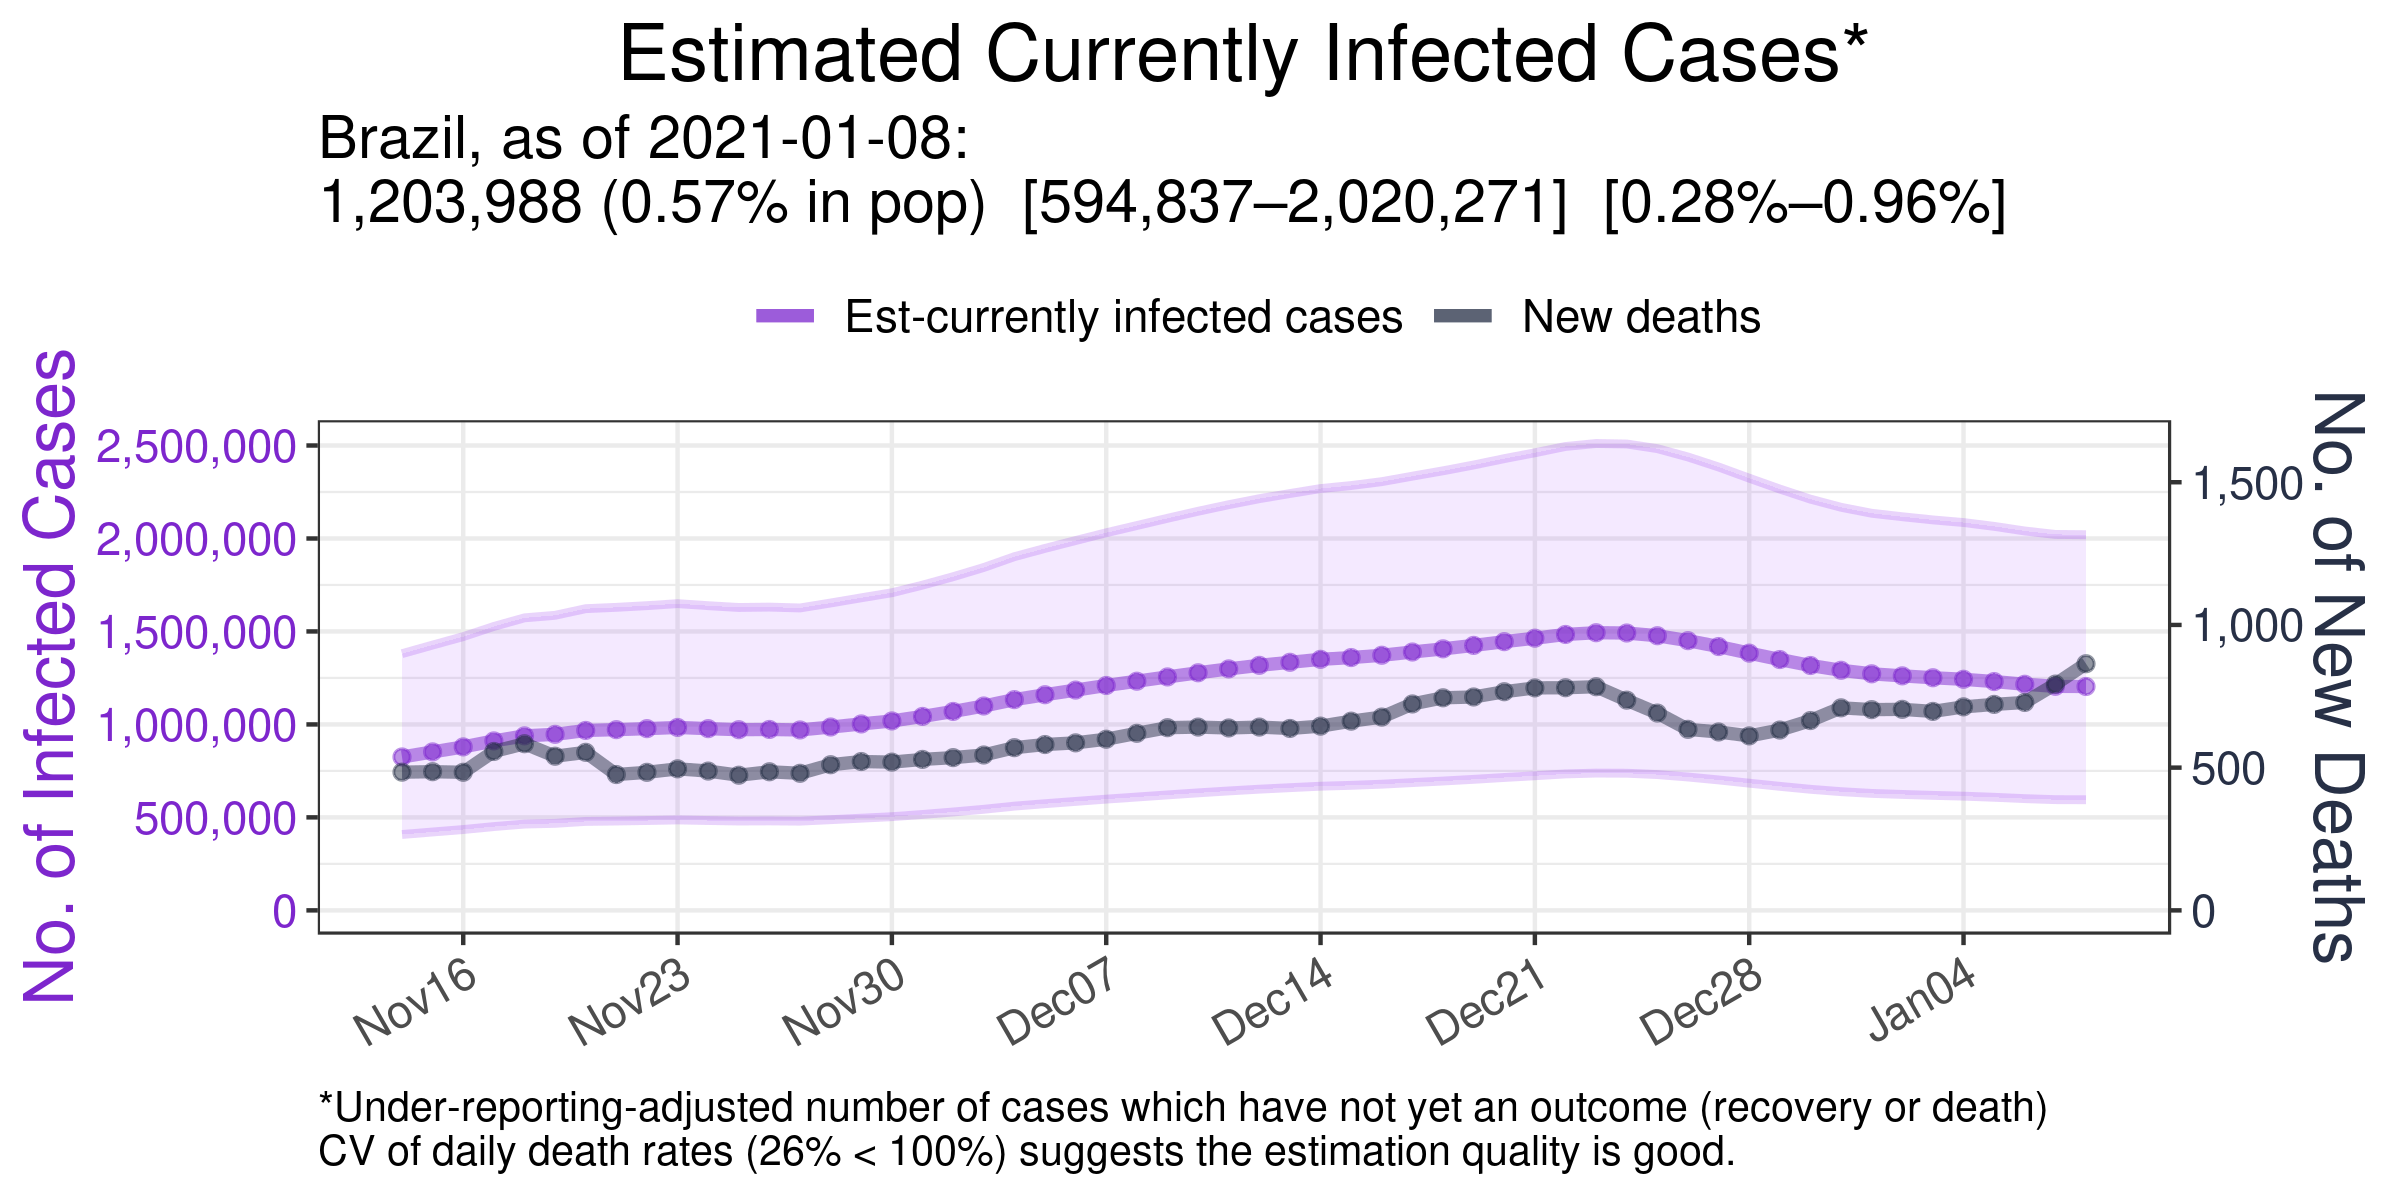 Estimated Currently Infected Cases*
Brazil, as of 2021-01-08:
1,203,988 (0.57% in pop)  [594,837–2,020,271]  [0.28%–0.96%]
Est-currently infected cases
New deaths
No. of Infected Cases
2,500,000
2,000,000
1,500,000
1,000,000
500,000
0
1,500
1,000
500
0
No. of New Deaths
Nov16
Nov23
Nov30
Dec07
Dec14
Dec21
Dec28
Jan04
*Under-reporting-adjusted number of cases which have not yet an outcome (recovery or death)
CV of daily death rates (26% < 100%) suggests the estimation quality is good.